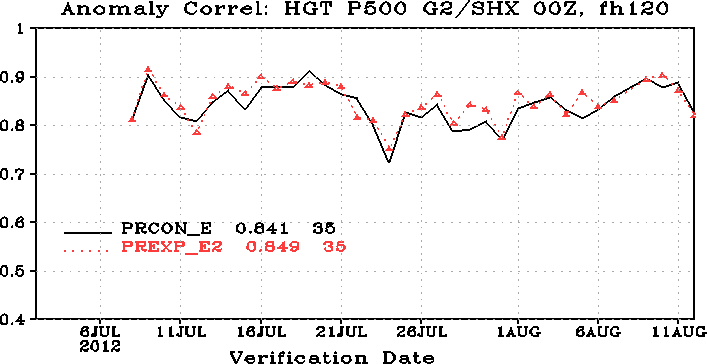 Anomaly Correl: HGT P500 G2/SHX 00Z, fh120
1
0.9
0.8
0.7
0.6
0.5
0.4
PRCON_E 0.841 35
PREXP_E2 0.849 35
6JUL 11JUL 16JUL 21JUL 26JUL 1AUG 6AUG 11AUG
2012
Verification Date